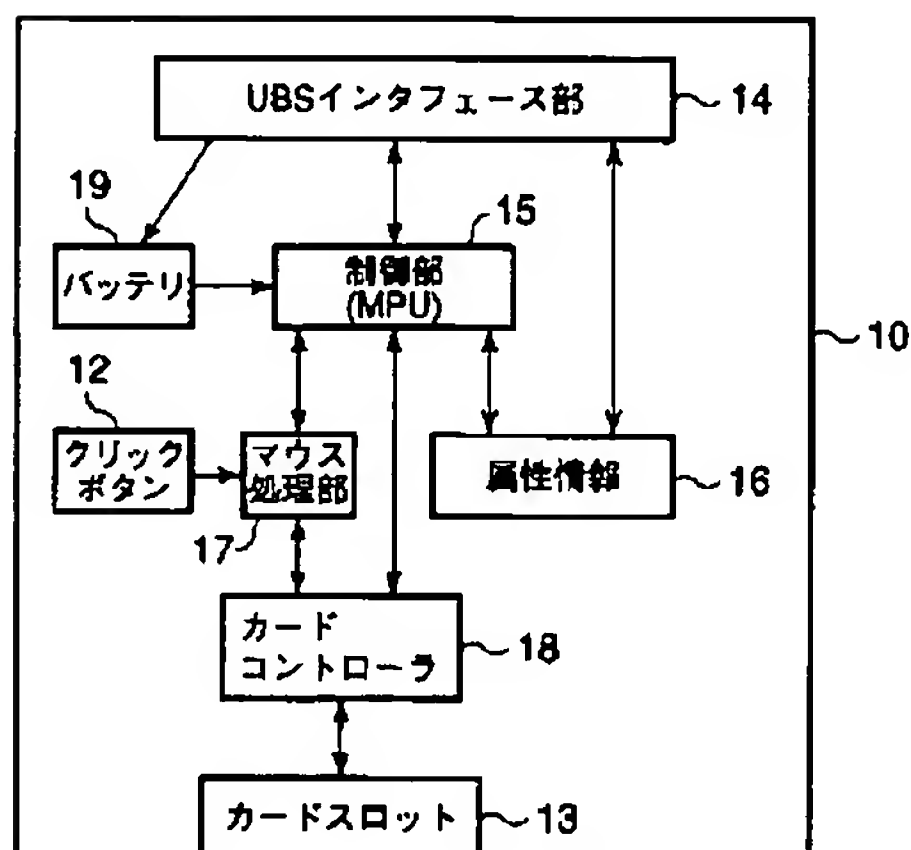 UBSインタフェース部
14
19
15
バッテリ
制御部
(MPU)
10
12
クリック
ボタン
マウス
処理部
属性情報
16
17
カード
コントローラ
18
カードスロット
13